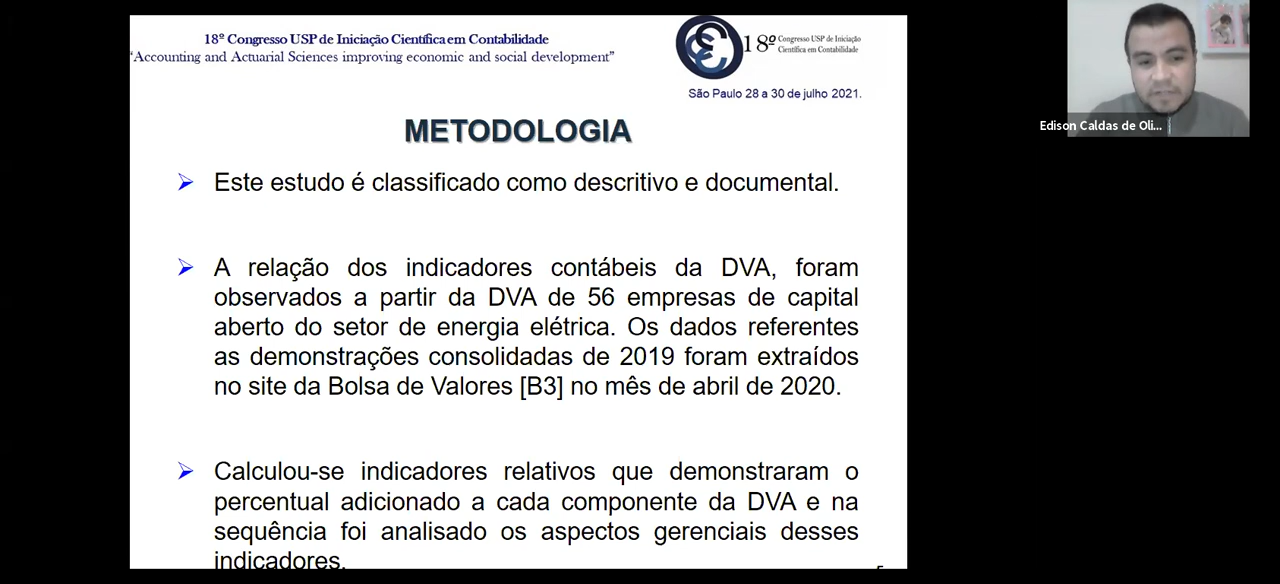 18º Congresso USP de Iniciação Científica em Contabilidade
“Accounting and Actuarial Sciences improving economic and social development”
18º Congresso USP de Iniciação
Científica em Contabilidade
São Paulo 28 a 30 de julho 2021.
Edison Caldas de Oli...
METODOLOGIA
Este estudo é classificado como descritivo e documental.
A relação dos indicadores contábeis da DVA, foram
observados a partir da DVA de 56 empresas de capital
aberto do setor de energia elétrica. Os dados referentes
as demonstrações consolidadas de 2019 foram extraídos
no site da Bolsa de Valores [B3] no mês de abril de 2020.
Calculou-se indicadores relativos que demonstraram o
percentual adicionado a cada componente da DVA e na
sequência foi analisado os aspectos gerenciais desses
indicadores.